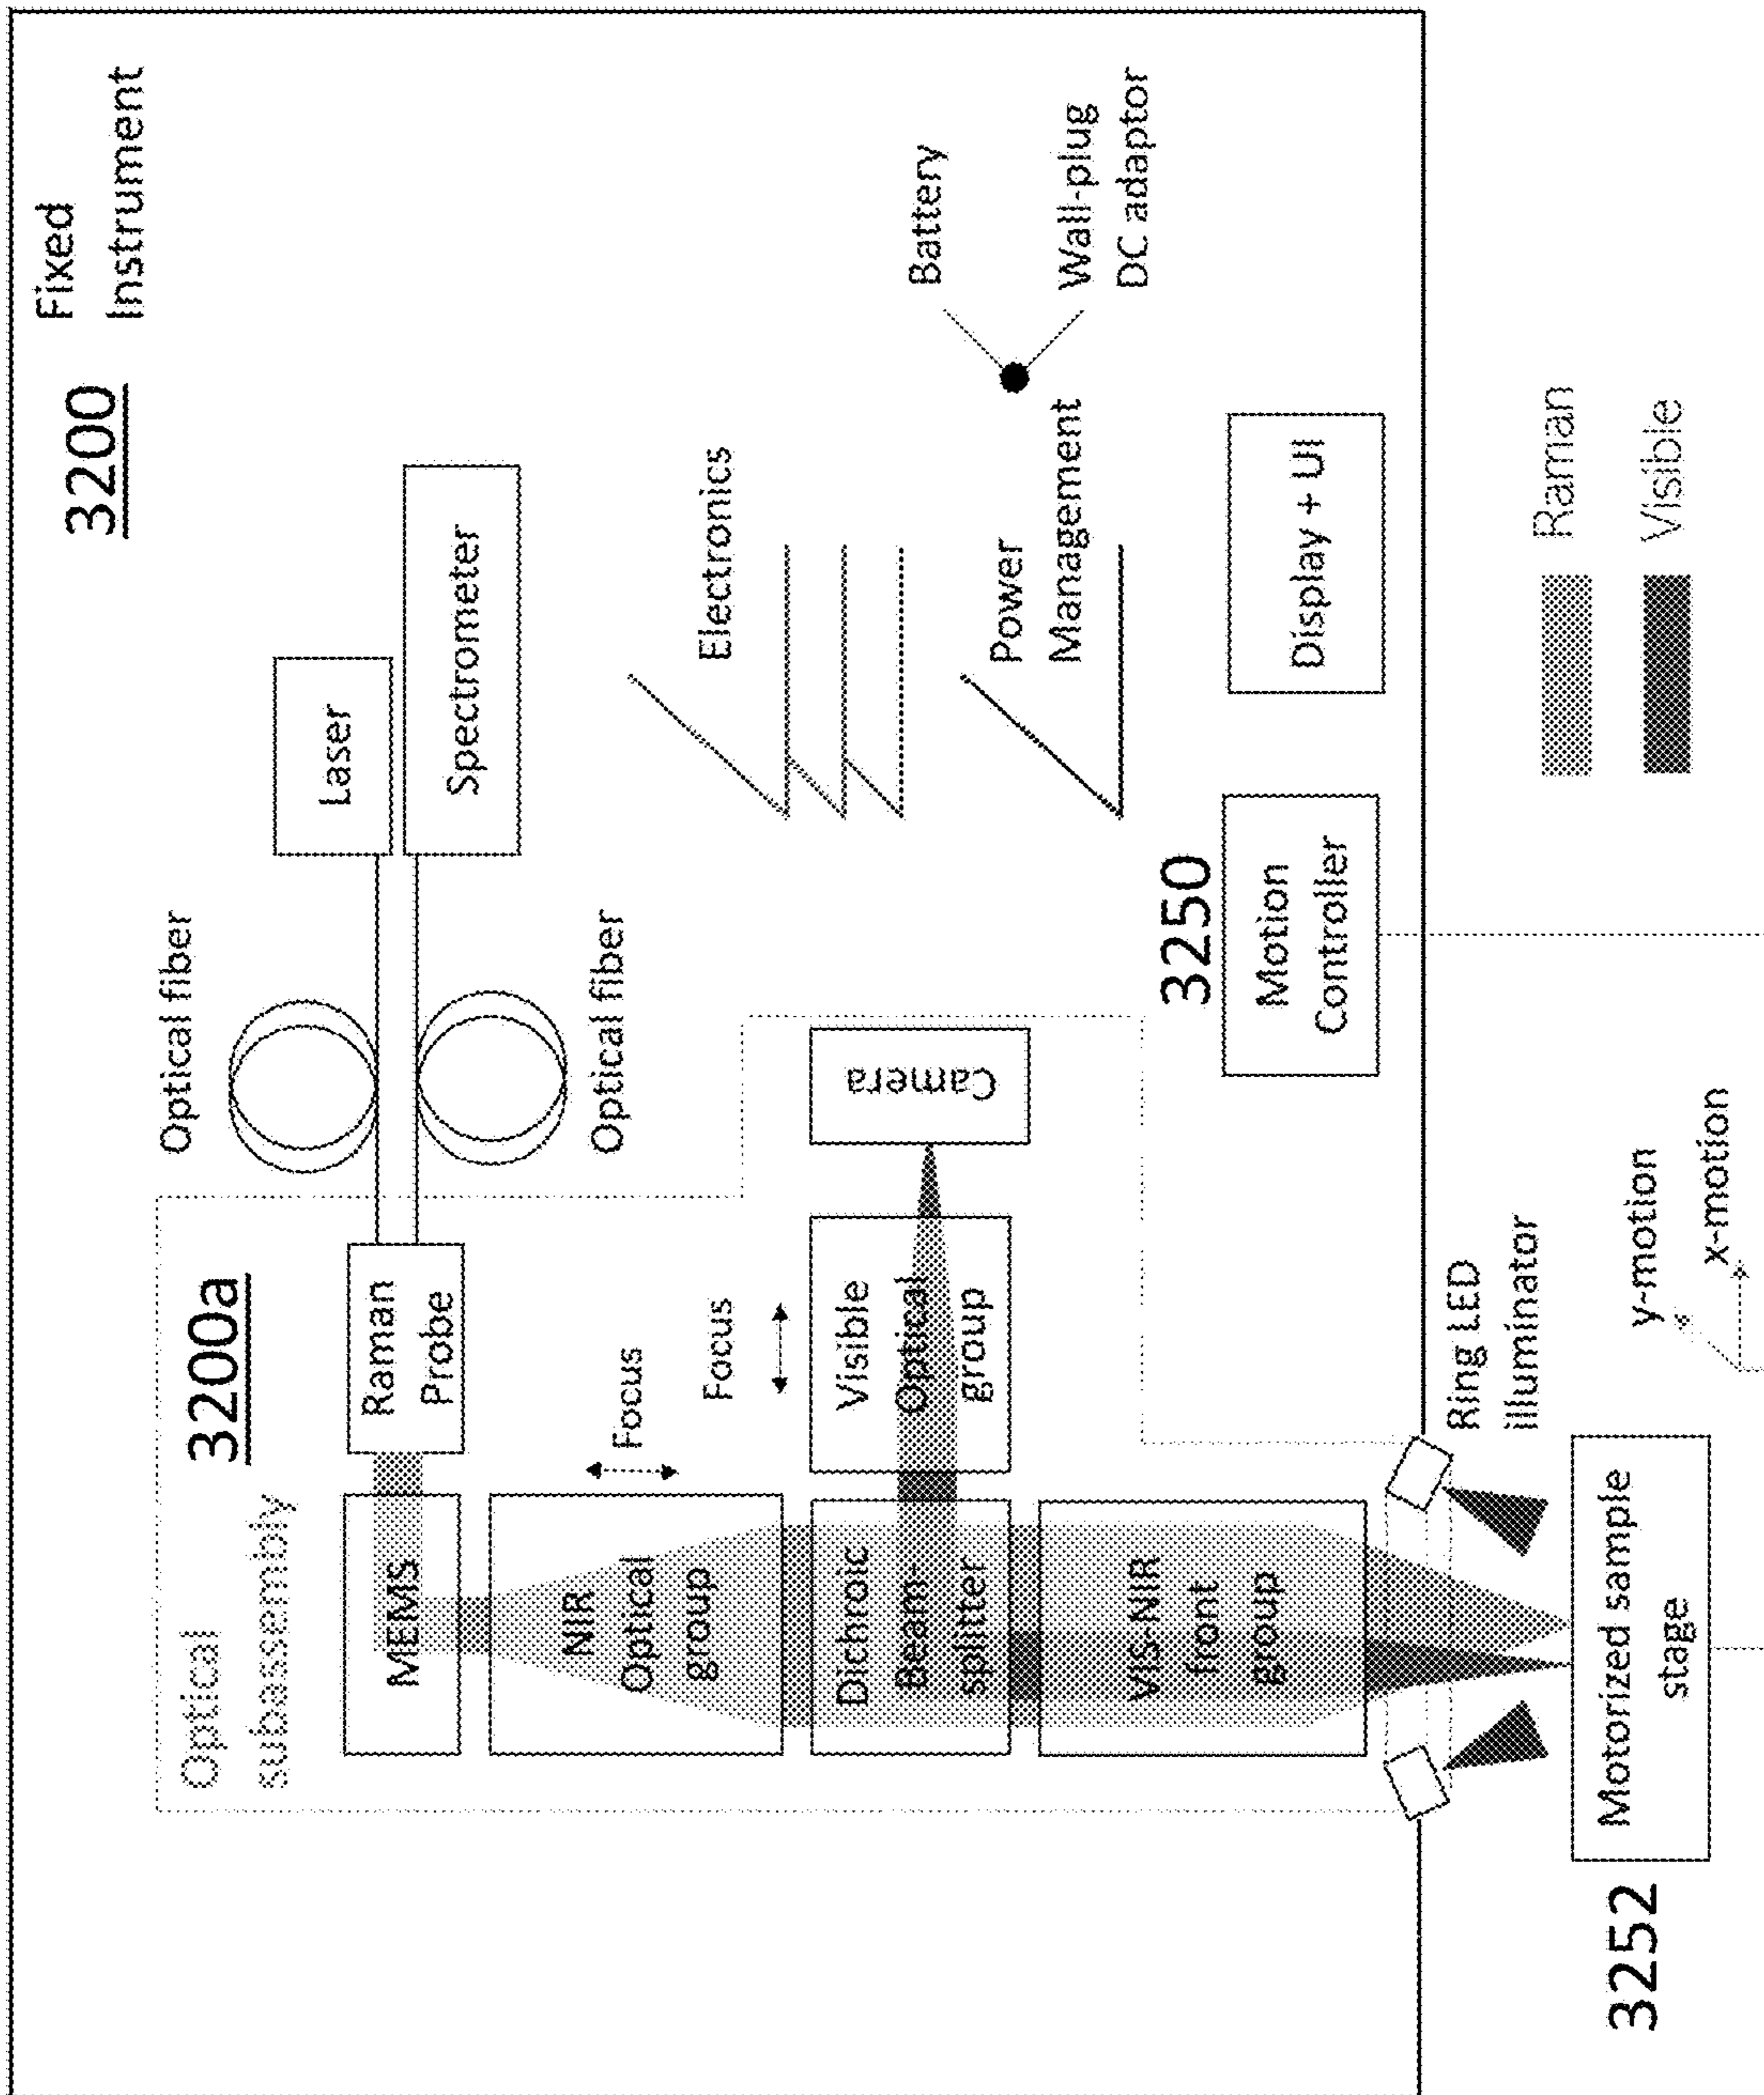 3200
Fixed
Instrument
Optical
subassembly
3200a
Optical fiber
Optical fiber
Laser
Spectrometer
Raman
Probe
MEMS
NIR
Optical
group
Focus
Focus
Dichroic
Beam-
splitter
Visible
Optical
group
Camera
VIS-NIR
front
group
Electronics
Power
Management
Battery
Wall-plug
DC adaptor
3250
Motion
Controller
Display + UI
Ring LED
illuminator
Motorized sample
stage
3252
y-motion
x-motion
Raman
Visible